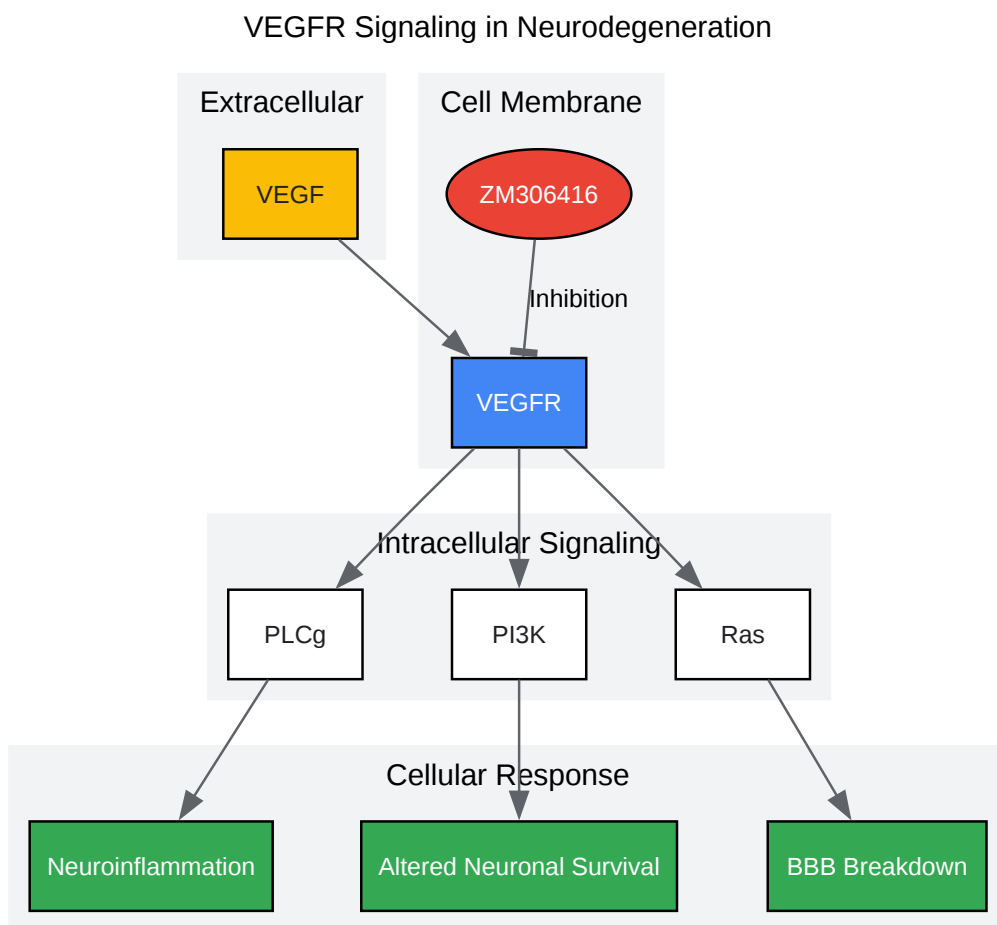 VEGFR Signaling in Neurodegeneration
Extracellular
Cell Membrane
VEGF
ZM306416
Inhibition
VEGFR
Intracellular Signaling
PLCg
PI3K
Ras
Cellular Response
Neuroinflammation
Altered Neuronal Survival
BBB Breakdown